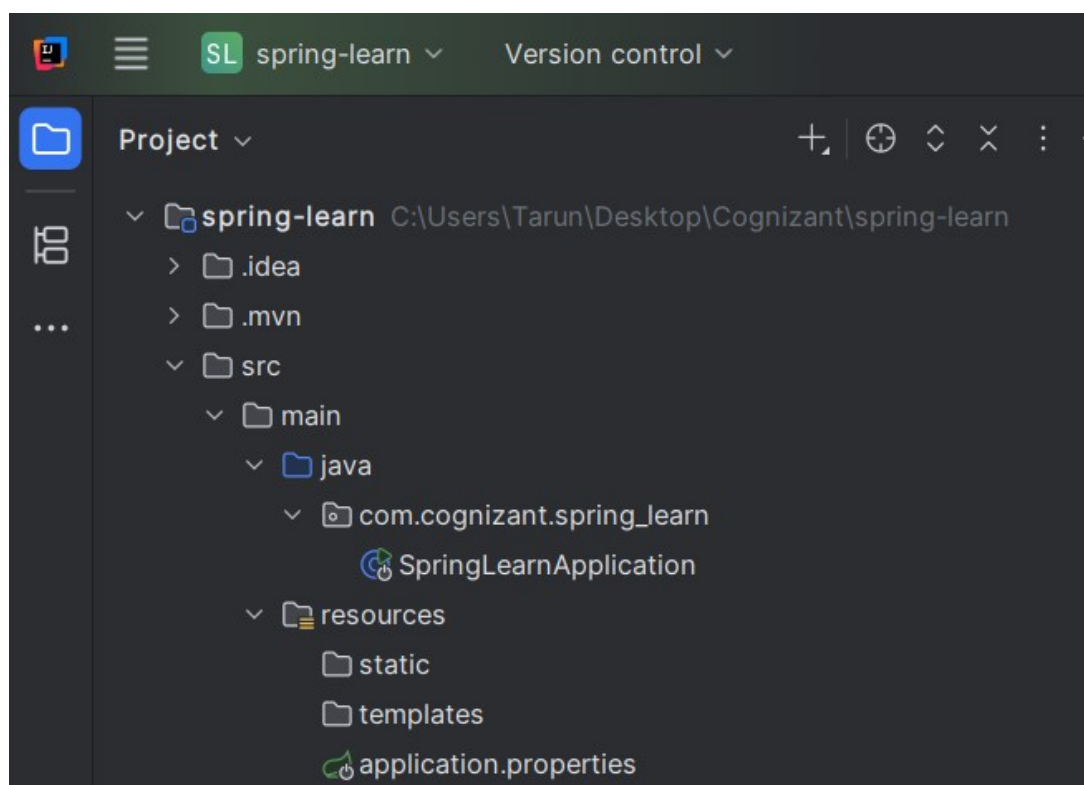 SL spring-learn Version control
Project
spring-learn C:\Users\Tarun\Desktop\Cognizant\spring-learn
.idea
.mvn
src
main
java
com.cognizant.spring_learn
SpringLearnApplication
resources
static
templates
application.properties